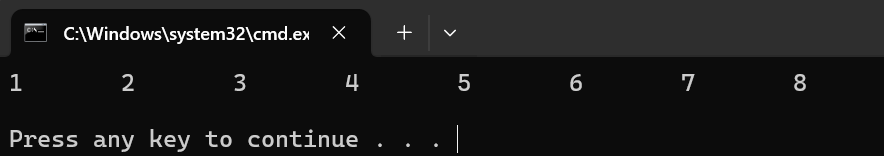 C:\Windows\system32\cmd.ex
1 2 3 4 5 6 7 8
Press any key to continue . . .